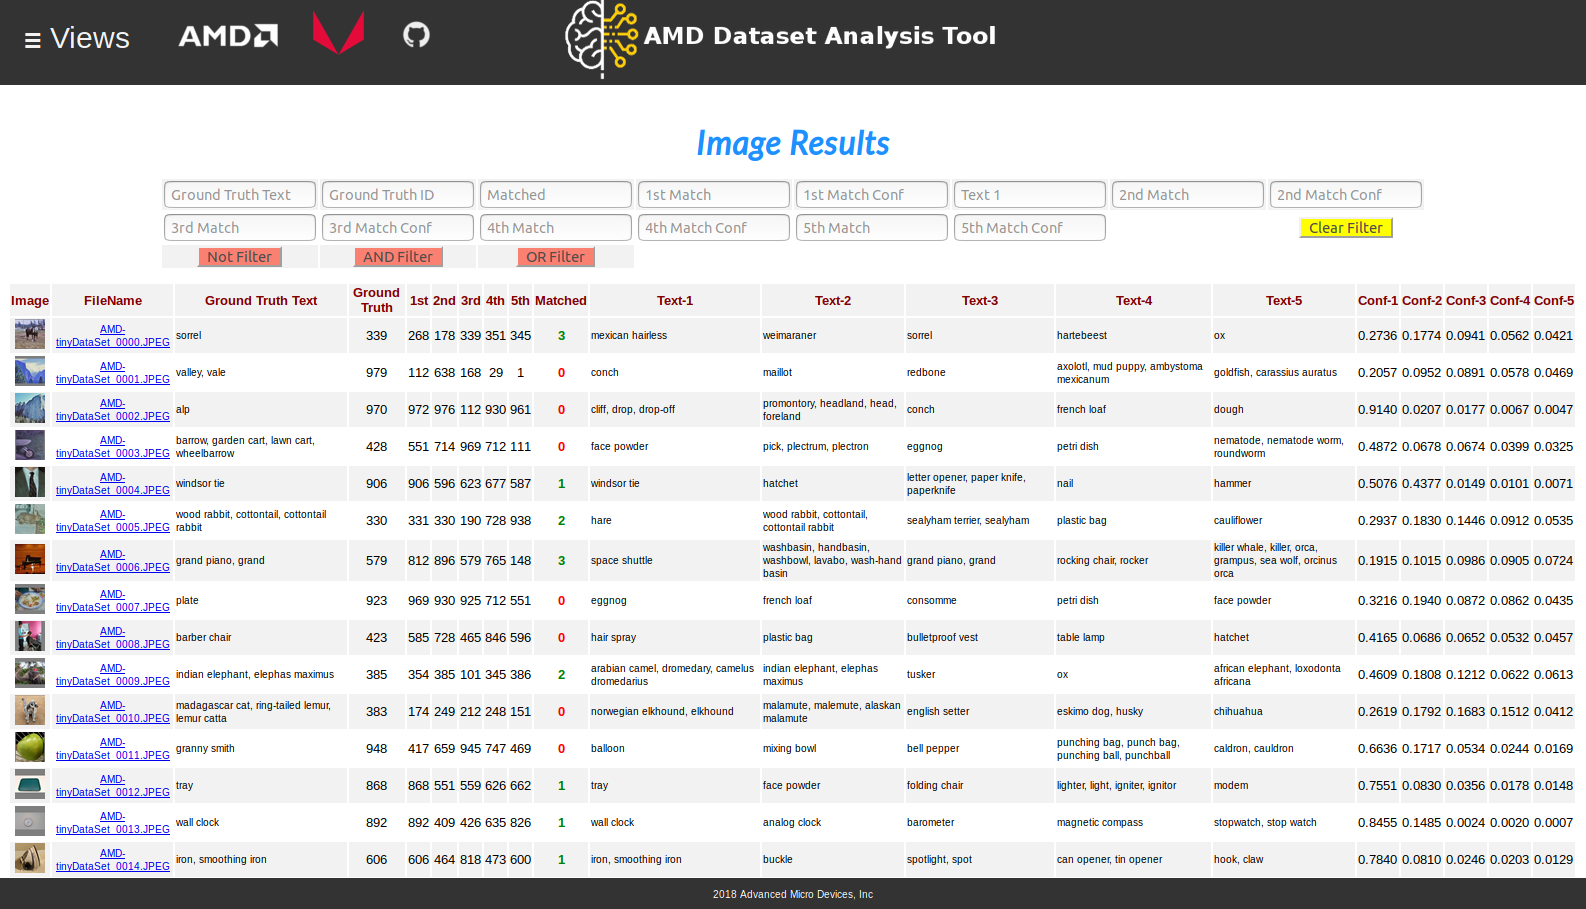 ☰ Views AMD AMD Dataset Analysis Tool
Image Results
Ground Truth Text Ground Truth ID Matched 1st Match 1st Match Conf Text 1 2nd Match 2nd Match Conf
3rd Match 3rd Match Conf 4th Match 4th Match Conf 5th Match 5th Match Conf Clear Filter
Not Filter AND Filter OR Filter
Image FileName Ground Truth Text Ground Truth 1st 2nd 3rd 4th 5th Matched Text-1 Text-2 Text-3 Text-4 Text-5 Conf-1 Conf-2 Conf-3 Conf-4 Conf-5
AMD-tinyDataSet_0000.JPEG sorrel 339 268 178 339 351 345 3 mexican hairless weimaraner sorrel hartebeest ox 0.2736 0.1774 0.0941 0.0562 0.0421
AMD-tinyDataSet_0001.JPEG valley, vale 979 112 638 168 29 1 0 conch maillot redbone axolotl, mud puppy, ambystoma mexicanum goldfish, carassius auratus 0.2057 0.0952 0.0891 0.0578 0.0469
AMD-tinyDataSet_0002.JPEG alp 970 972 976 112 930 961 0 cliff, drop, drop-off promontory, headland, head, foreland conch french loaf dough 0.9140 0.0207 0.0177 0.0067 0.0047
AMD-tinyDataSet_0003.JPEG barrow, garden cart, lawn cart, wheelbarrow 428 551 714 969 712 111 0 face powder pick, plectrum, plectron eggnog petri dish nematode, nematode worm, roundworm 0.4872 0.0678 0.0674 0.0399 0.0325
AMD-tinyDataSet_0004.JPEG windsor tie 906 906 596 623 677 587 1 windsor tie hatchet letter opener, paper knife, paperknife nail hammer 0.5076 0.4377 0.0149 0.0101 0.0071
AMD-tinyDataSet_0005.JPEG wood rabbit, cottontail, cottontail rabbit 330 331 330 190 728 938 2 hare wood rabbit, cottontail, cottontail rabbit sealyham terrier, sealyham plastic bag cauliflower 0.2937 0.1830 0.1446 0.0912 0.0535
AMD-tinyDataSet_0006.JPEG grand piano, grand 579 812 896 579 765 148 3 space shuttle washbasin, handbasin, washbowl, lavabo, wash-hand basin grand piano, grand rocking chair, rocker killer whale, killer, orca, grampus, sea wolf, orcinus orca 0.1915 0.1015 0.0986 0.0905 0.0724
AMD-tinyDataSet_0007.JPEG plate 923 969 930 925 712 551 0 eggnog french loaf consomme petri dish face powder 0.3216 0.1940 0.0872 0.0862 0.0435
AMD-tinyDataSet_0008.JPEG barber chair 423 585 728 465 846 596 0 hair spray plastic bag bulletproof vest table lamp hatchet 0.4165 0.0686 0.0652 0.0532 0.0457
AMD-tinyDataSet_0009.JPEG indian elephant, elephas maximus 385 354 385 101 345 386 2 arabian camel, dromedary, camelus dromedarius indian elephant, elephas maximus tusker ox african elephant, loxodonta africana 0.4609 0.1808 0.1212 0.0622 0.0613
AMD-tinyDataSet_0010.JPEG madagascar cat, ring-tailed lemur, lemur catta 383 174 249 212 248 151 0 norwegian elkhound, elkhound malamute, malemute, alaskan malamute english setter eskimo dog, husky chihuahua 0.2619 0.1792 0.1683 0.1512 0.0412
AMD-tinyDataSet_0011.JPEG granny smith 948 417 659 945 747 469 0 balloon mixing bowl bell pepper punching bag, punch bag, punching ball, punchball caldron, cauldron 0.6636 0.1717 0.0534 0.0244 0.0169
AMD-tinyDataSet_0012.JPEG tray 868 868 551 559 626 662 1 tray face powder folding chair lighter, light, igniter, ignitor modem 0.7551 0.0830 0.0356 0.0178 0.0148
AMD-tinyDataSet_0013.JPEG wall clock 892 892 409 426 635 826 1 wall clock analog clock barometer magnetic compass stopwatch, stop watch 0.8455 0.1485 0.0024 0.0020 0.0007
AMD-tinyDataSet_0014.JPEG iron, smoothing iron 606 606 464 818 473 600 1 iron, smoothing iron buckle spotlight, spot can opener, tin opener hook, claw 0.7840 0.0810 0.0246 0.0203 0.0129
2018 Advanced Micro Devices, Inc